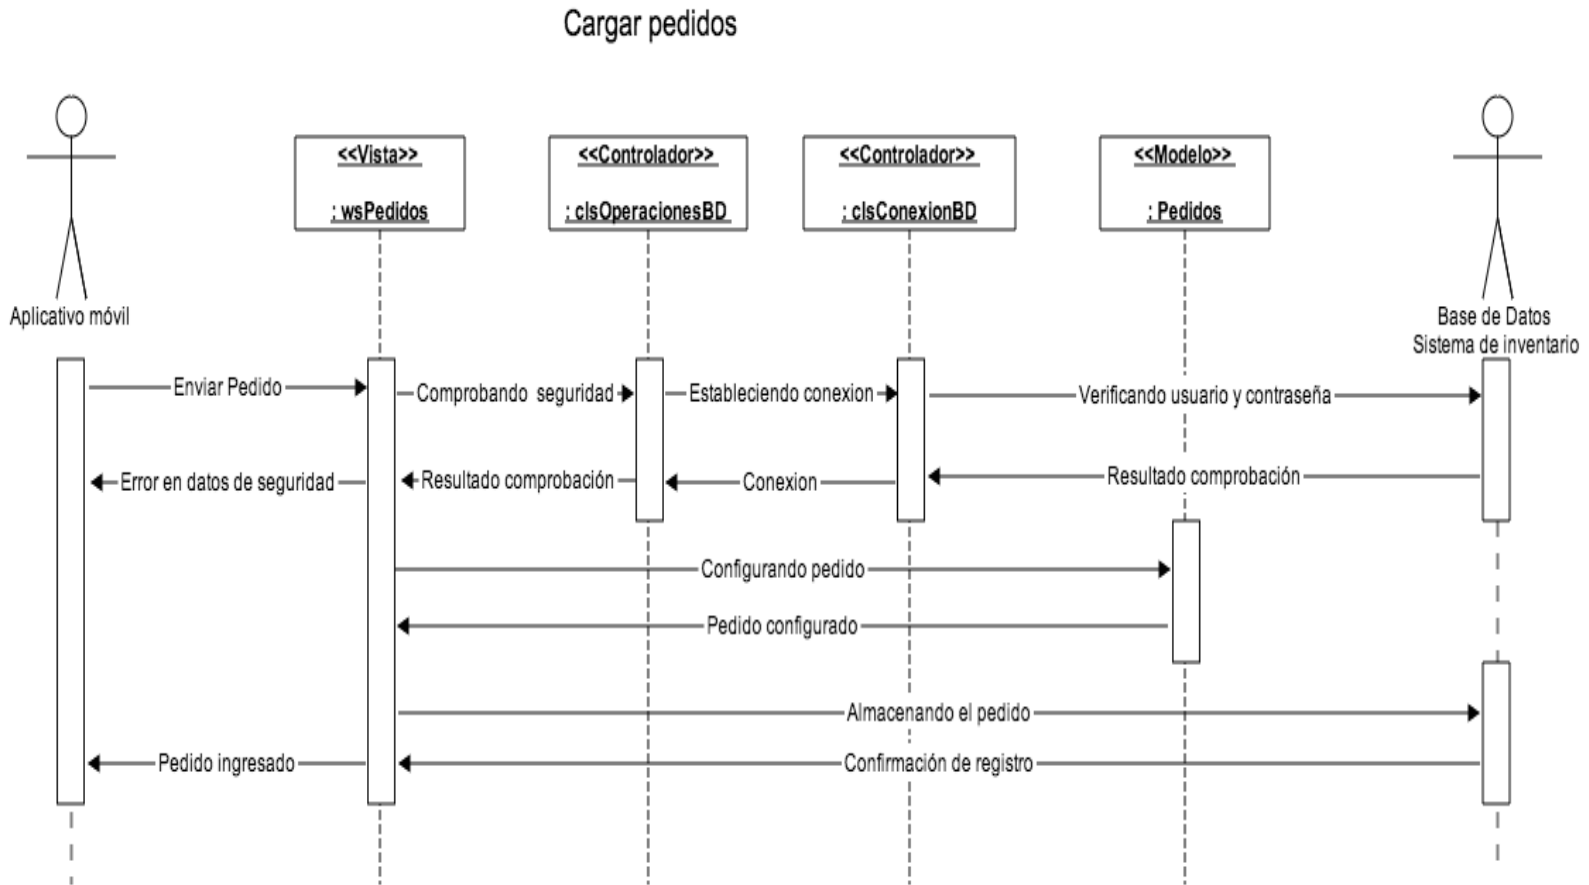 Cargar pedidos
<<Vista>>
: wsPedidos
<<Controlador>>
: clsOperacionesBD
<<Controlador>>
: clsConexionBD
<<Modelo>>
: Pedidos
Aplicativo móvil
Base de Datos
Sistema de inventario
Enviar Pedido
Comprobando seguridad
Estableciendo conexion
Verificando usuario y contraseña
Error en datos de seguridad
Resultado comprobación
Conexion
Resultado comprobación
Configurando pedido
Pedido configurado
Almacenando el pedido
Pedido ingresado
Confirmación de registro